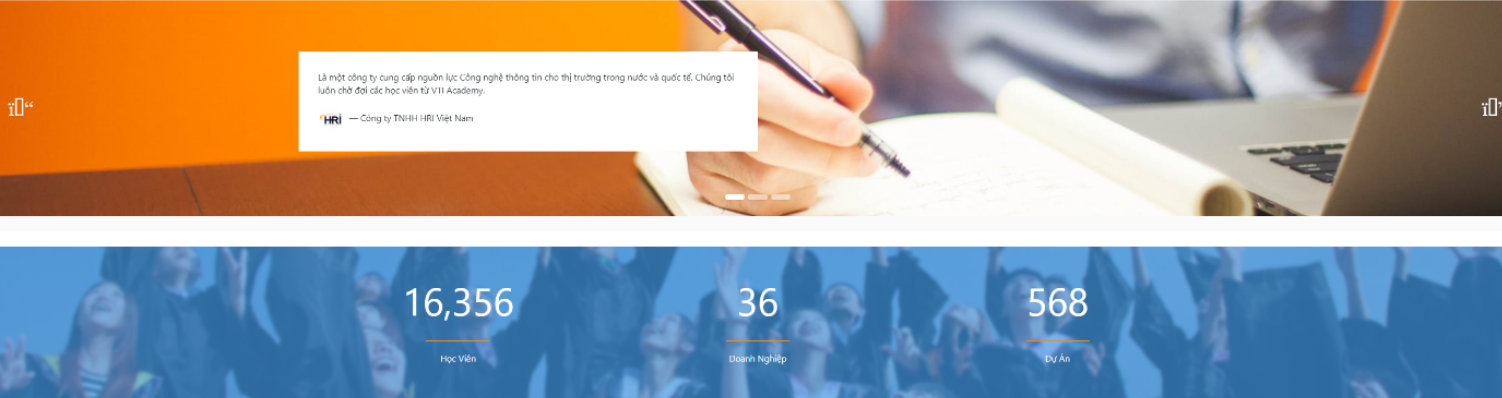 Là một công ty cung cấp nguồn lực Công nghệ thông tin cho thị trường trong nước và quốc tế. Chúng tôi
luôn chờ đợi các học viên từ VTI Academy.
HRI — Công ty TNHH HRI Việt Nam
16,356 36 568
Học Viên Doanh Nghiệp Dự Án